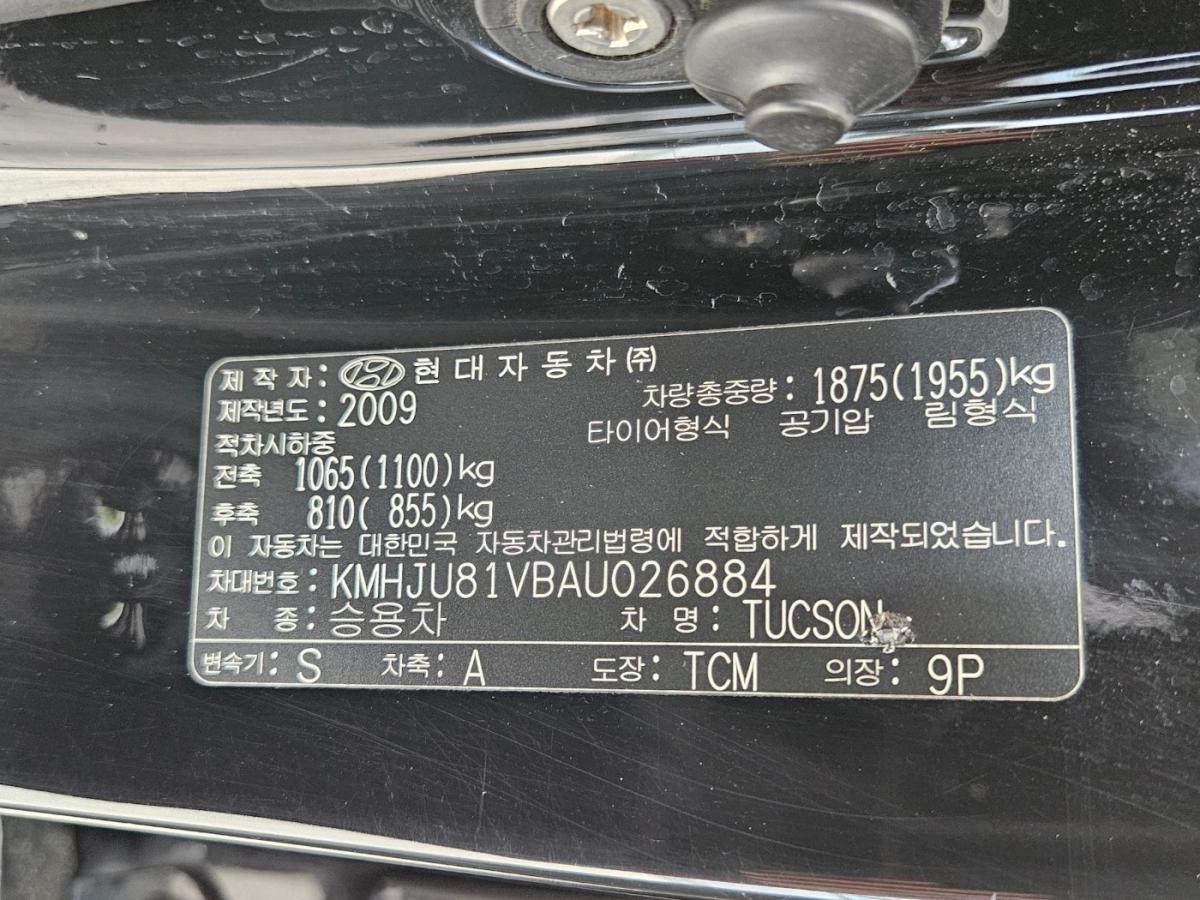 제 작 자 : 현 대 자 동 차 ㈜
제작년도 : 2009
차량총중량 : 1875(1955)kg
적차시하중 타이어형식 공기압 림형식
전축 1065(1100)kg
후축 810( 855)kg
이 자동차는 대한민국 자동차관리법령에 적합하게 제작되었습니다.
차대번호 : KMHJU81VBAU026884
차 종 : 승용차 차 명 : TUCSON
변속기 : S 차축 : A 도장 : TCM 의장 : 9P